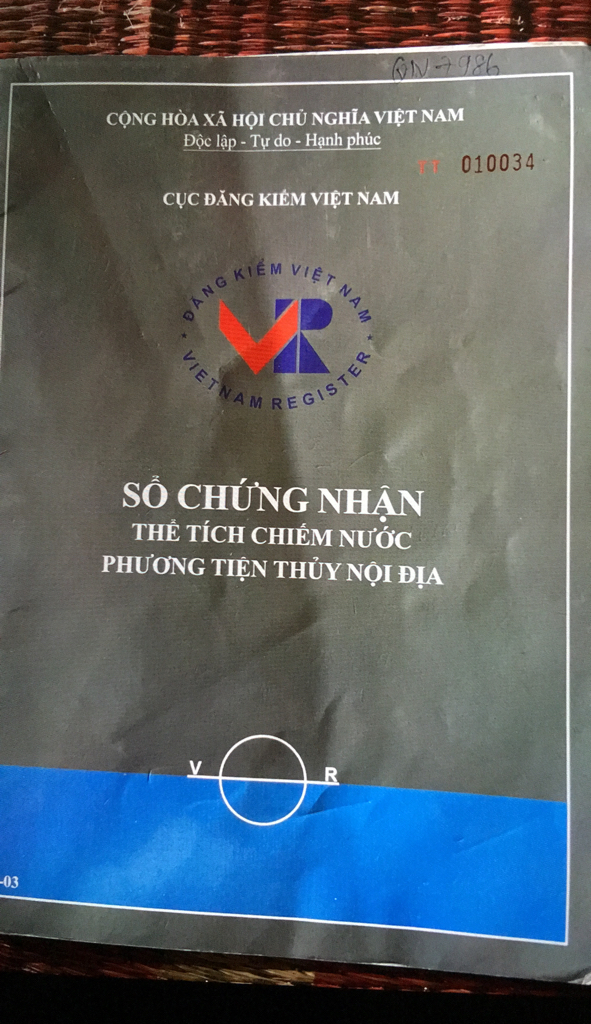 QN-7986
CỘNG HÒA XÃ HỘI CHỦ NGHĨA VIỆT NAM
Độc lập - Tự do - Hạnh phúc
TT 010034
CỤC ĐĂNG KIỂM VIỆT NAM
* ĐĂNG KIỂM VIỆT NAM *
VR
VIETNAM REGISTER
SỔ CHỨNG NHẬN
THỂ TÍCH CHIẾM NƯỚC
PHƯƠNG TIỆN THỦY NỘI ĐỊA
V R
-03